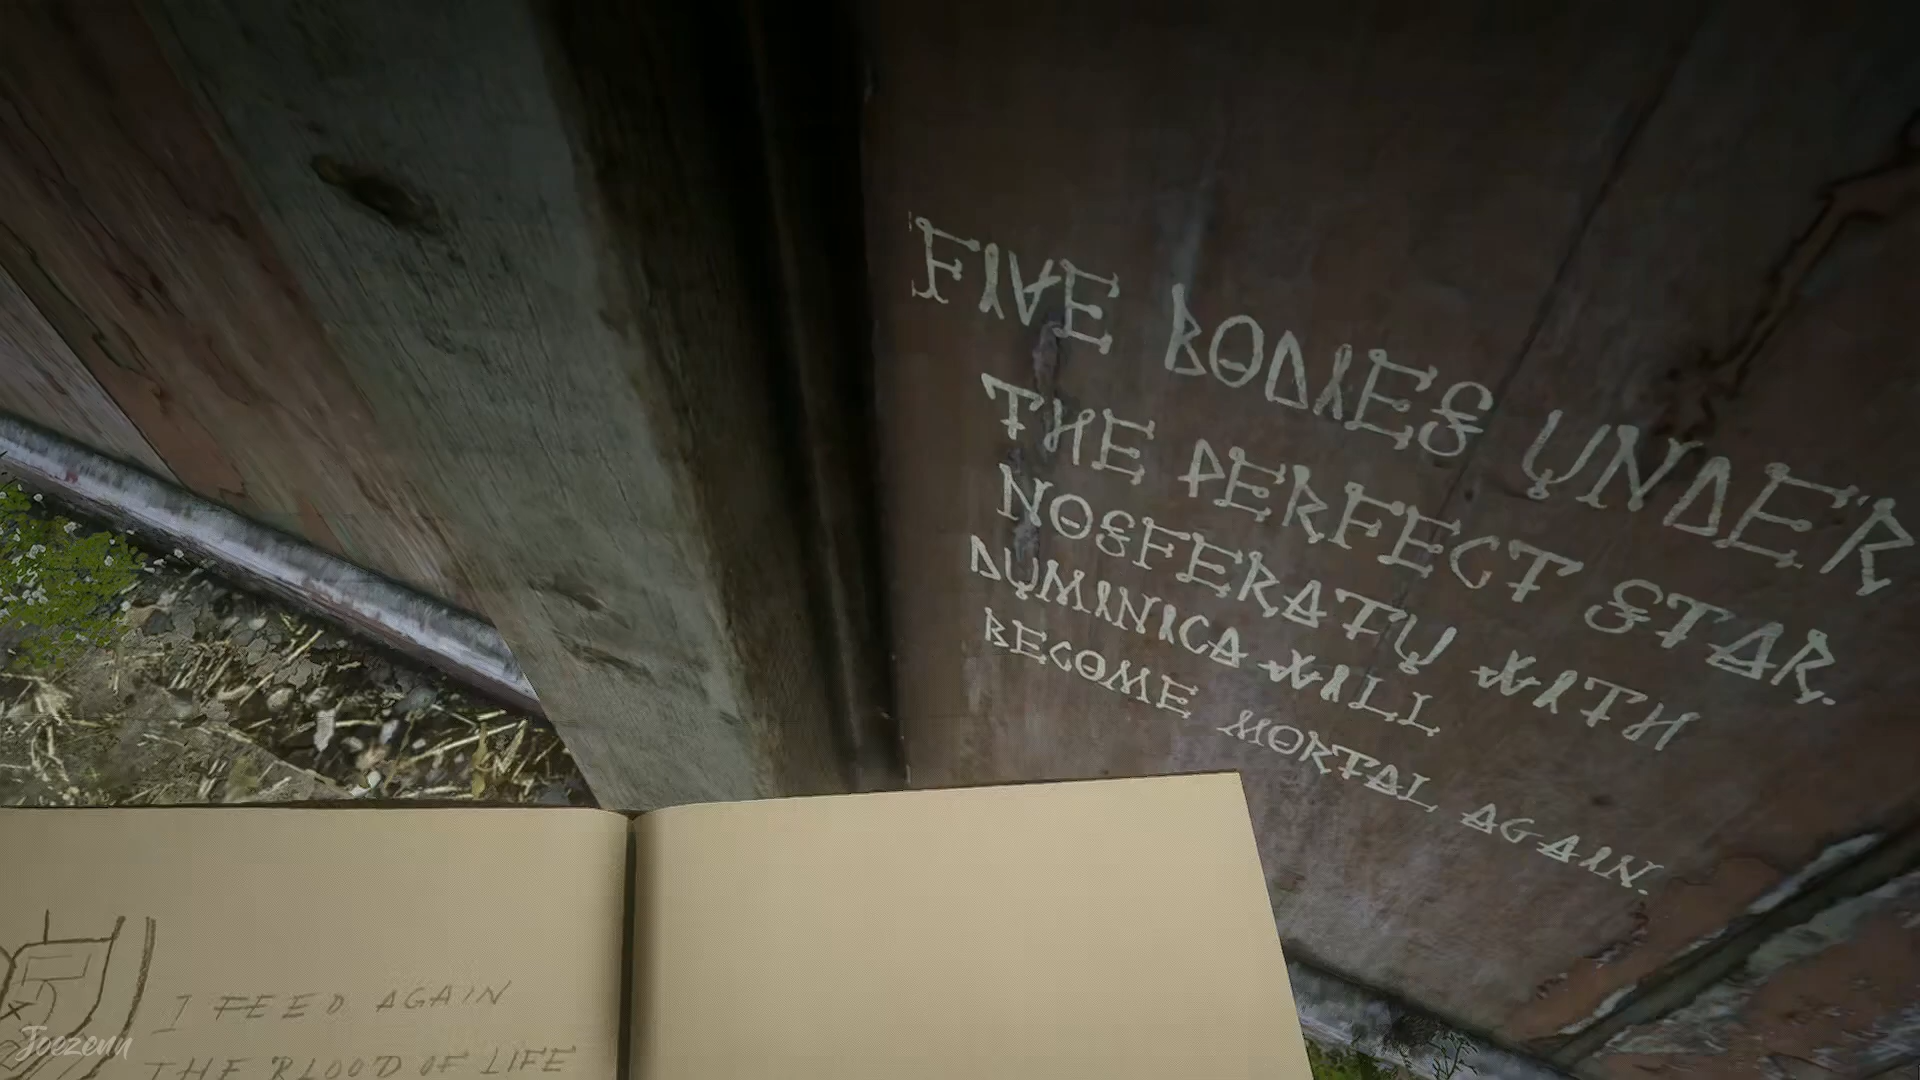 FIVE BODIES UNDER
THE PERFECT STAR.
NOSFERATU WITH
DUMINICA WILL
BECOME MORTAL AGAIN.
I FEED AGAIN
THE BLOOD OF LIFE
Joezenn